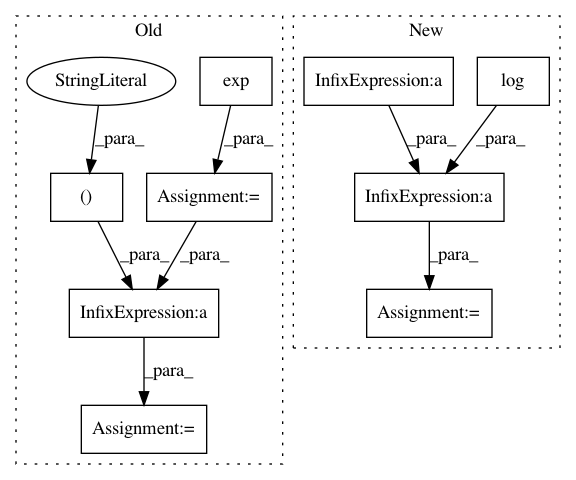 Old
New
StringLiteral
exp
InfixExpression:a
log
_para_
_para_
_para_
_para_
()
Assignment:=
InfixExpression:a
_para_
_para_
_para_
InfixExpression:a
Assignment:=
_para_
Assignment:=